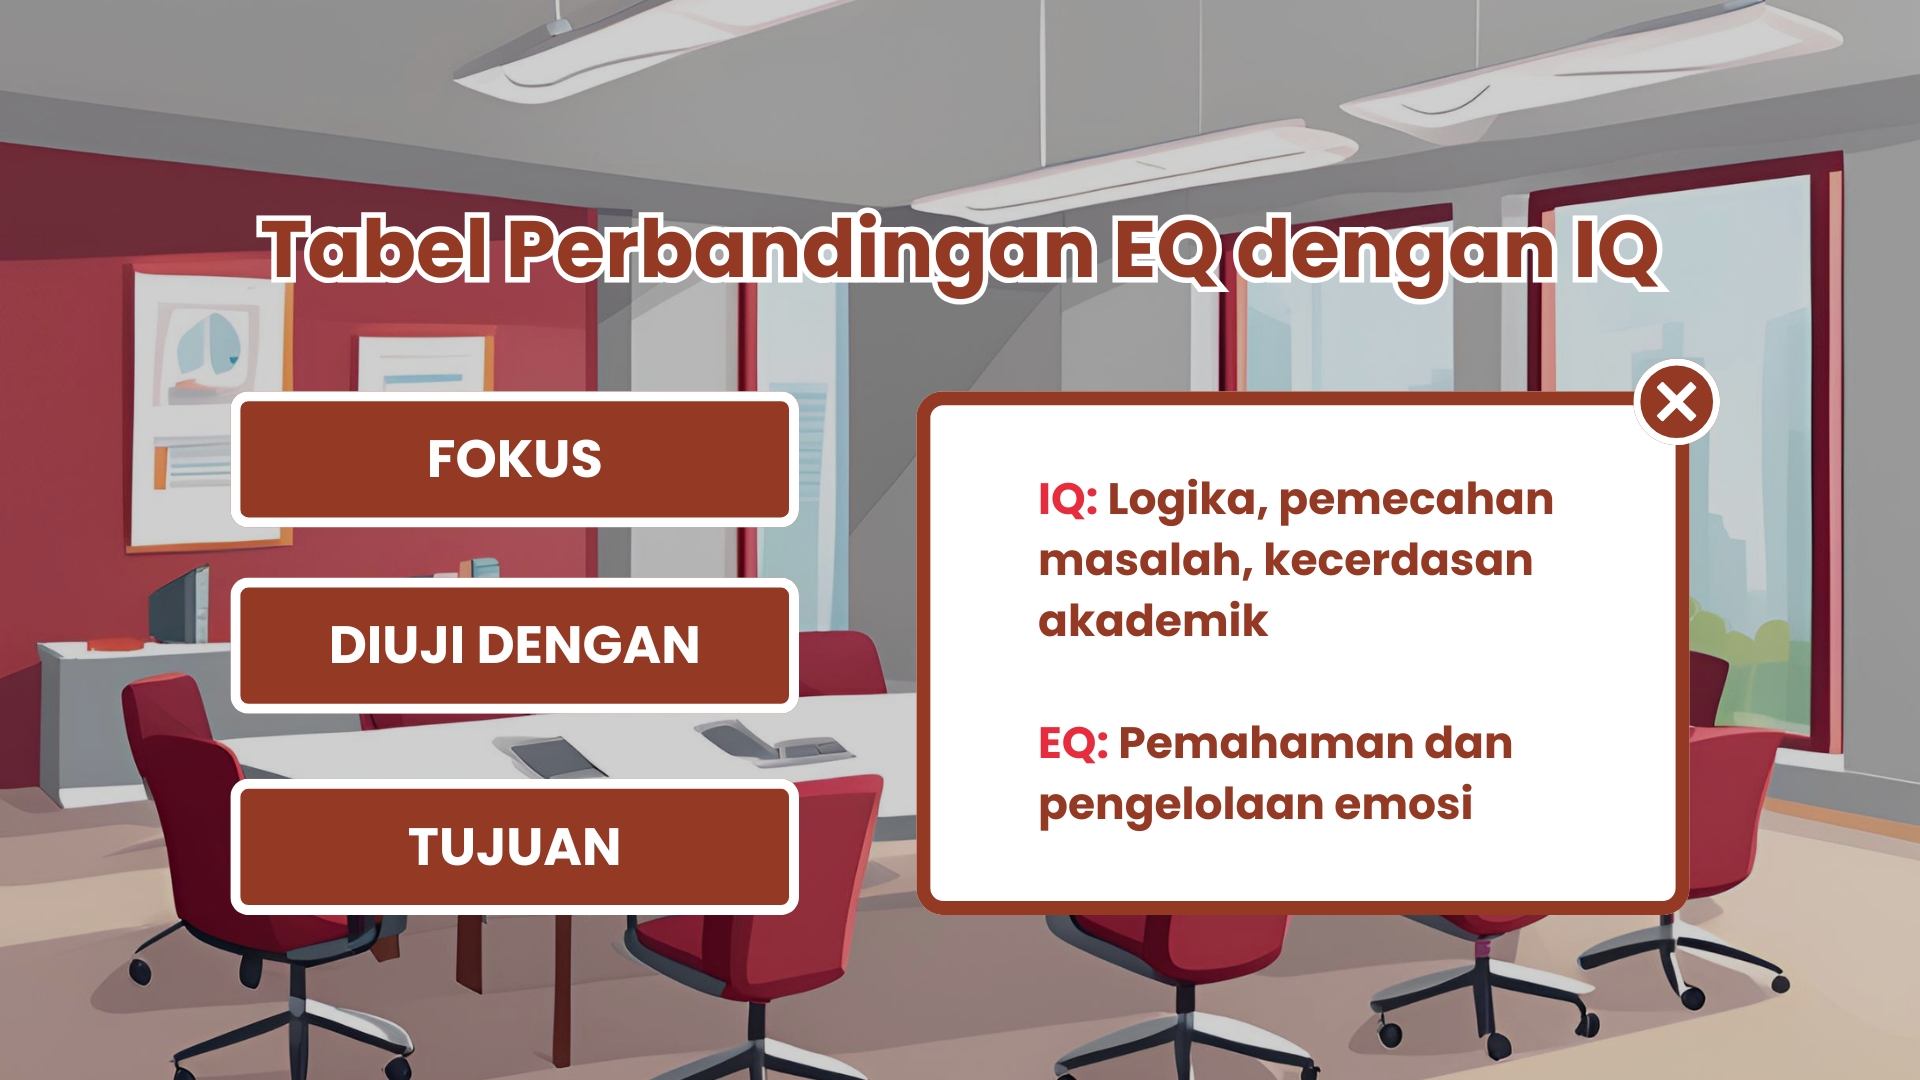 Tabel Perbandingan EQ dengan IQ
FOKUS
DIUJI DENGAN
TUJUAN
IQ: Logika, pemecahan
masalah, kecerdasan
akademik
EQ: Pemahaman dan
pengelolaan emosi